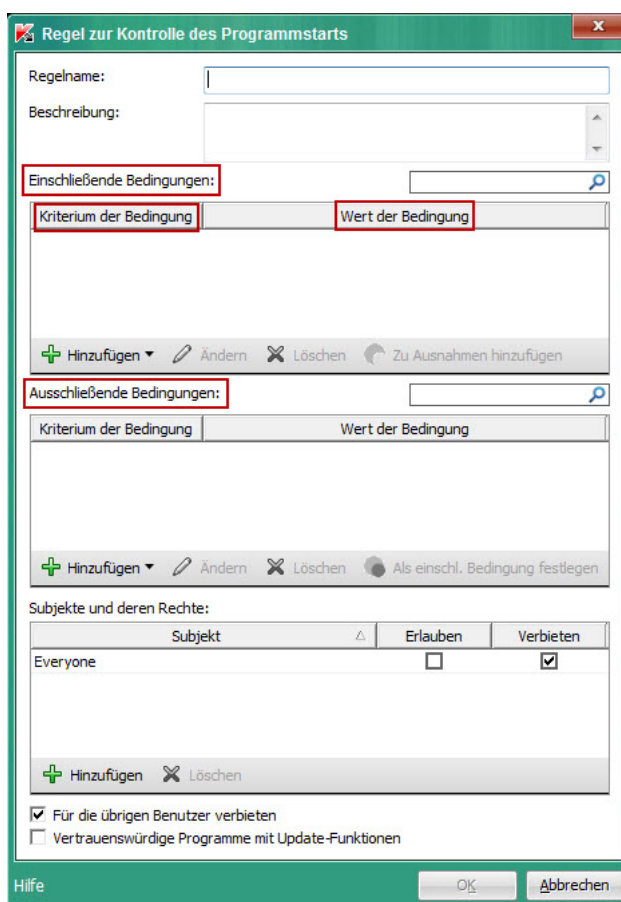 Regel zur Kontrolle des Programmstarts
Regelname:
Beschreibung:
Einschließende Bedingungen:
Kriterium der Bedingung Wert der Bedingung
Hinzufügen Ändern Löschen Zu Ausnahmen hinzufügen
Ausschließende Bedingungen:
Kriterium der Bedingung Wert der Bedingung
Hinzufügen Ändern Löschen Als einschl. Bedingung festlegen
Subjekte und deren Rechte:
Subjekt Erlauben Verbieten
Everyone
Hinzufügen Löschen
Für die übrigen Benutzer verbieten
Vertrauenswürdige Programme mit Update-Funktionen
Hilfe OK Abbrechen